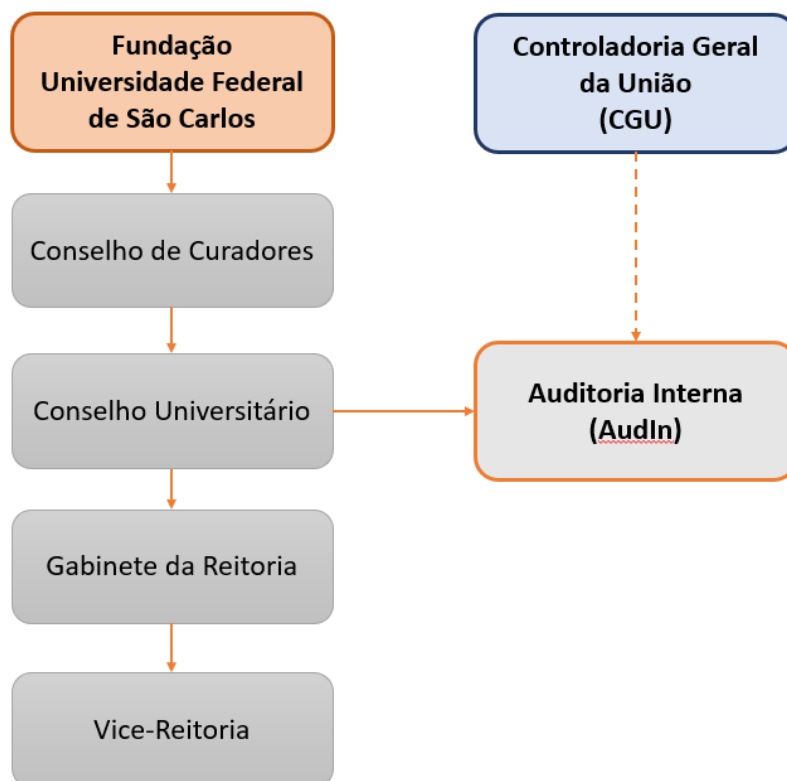 Fundação
Universidade Federal
de São Carlos
Controladoria Geral
da União
(CGU)
Conselho de Curadores
Conselho Universitário
Auditoria Interna
(AudIn)
Gabinete da Reitoria
Vice-Reitoria